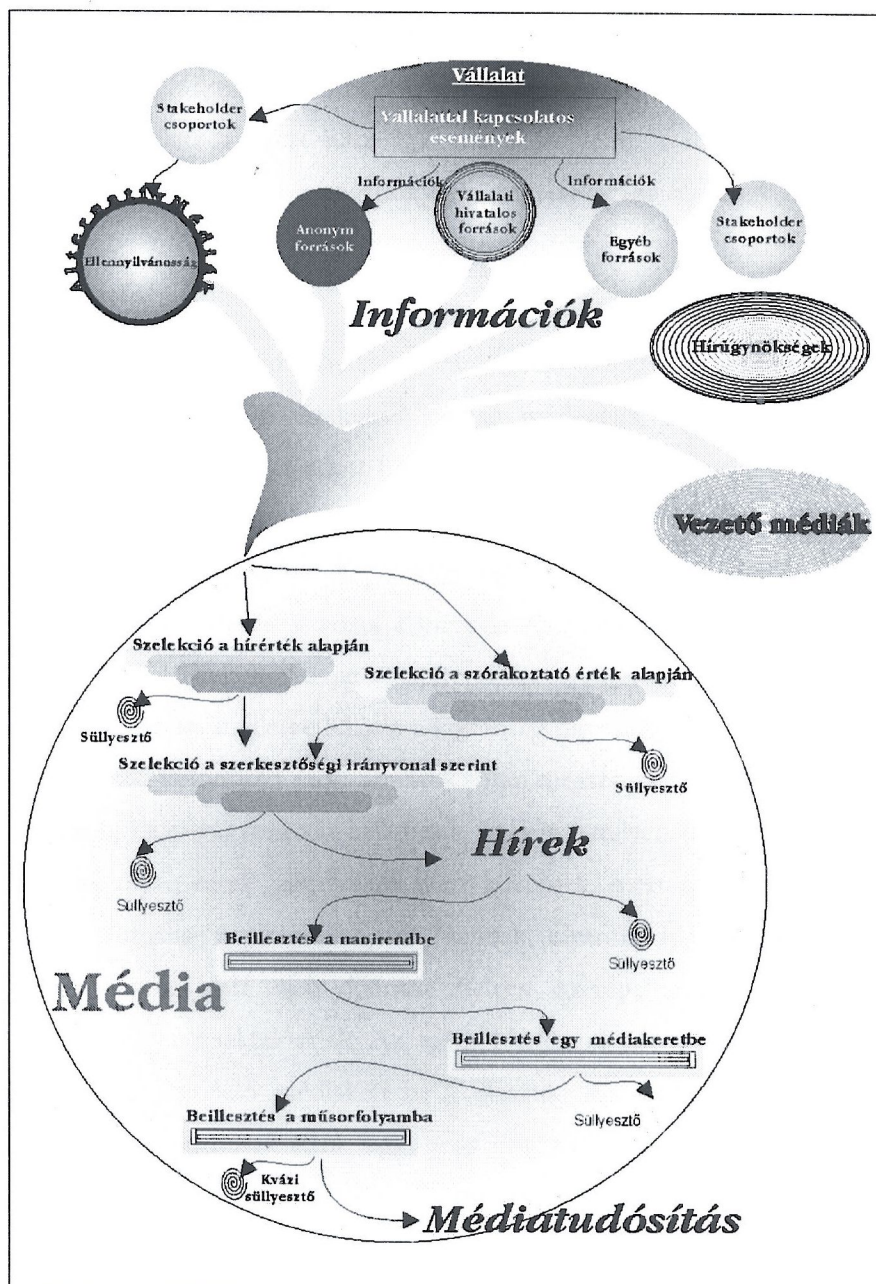 Vállalat
Stakeholder
csoportok
Vállalattal kapcsolatos
események
Információk
Információk
Alternatív Médiák
Ellennyilvánosság
Anonym
források
Vállalati
hivatalos
források
Egyéb
források
Stakeholder
csoportok
Információk
Hírügynökségek
Vezető médiák
Szelekció a hírérték alapján
Szelekció a szórakoztató érték alapján
Süllyesztő
Szelekció a szerkesztőségi irányvonal szerint
Süllyesztő
Hírek
Süllyesztő
Beillesztés a napirendbe
Süllyesztő
Média
Beillesztés egy médiakeretbe
Beillesztés a műsorfolyamba
Süllyesztő
Kvázi
süllyesztő
Médiatudósítás